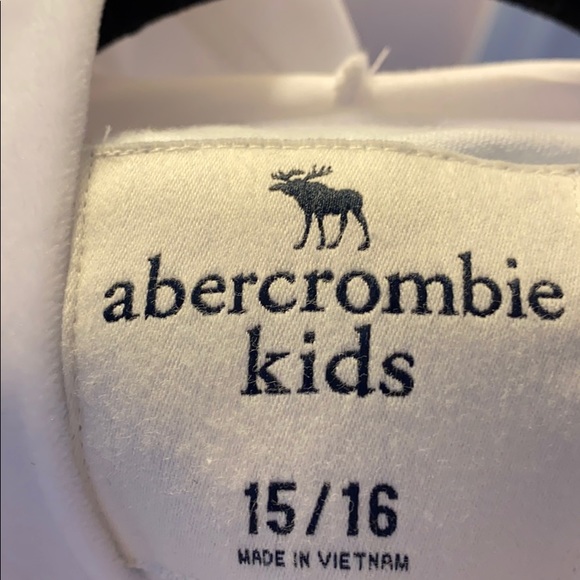 abercrombie
kids
15/16
MADE IN VIETNAM